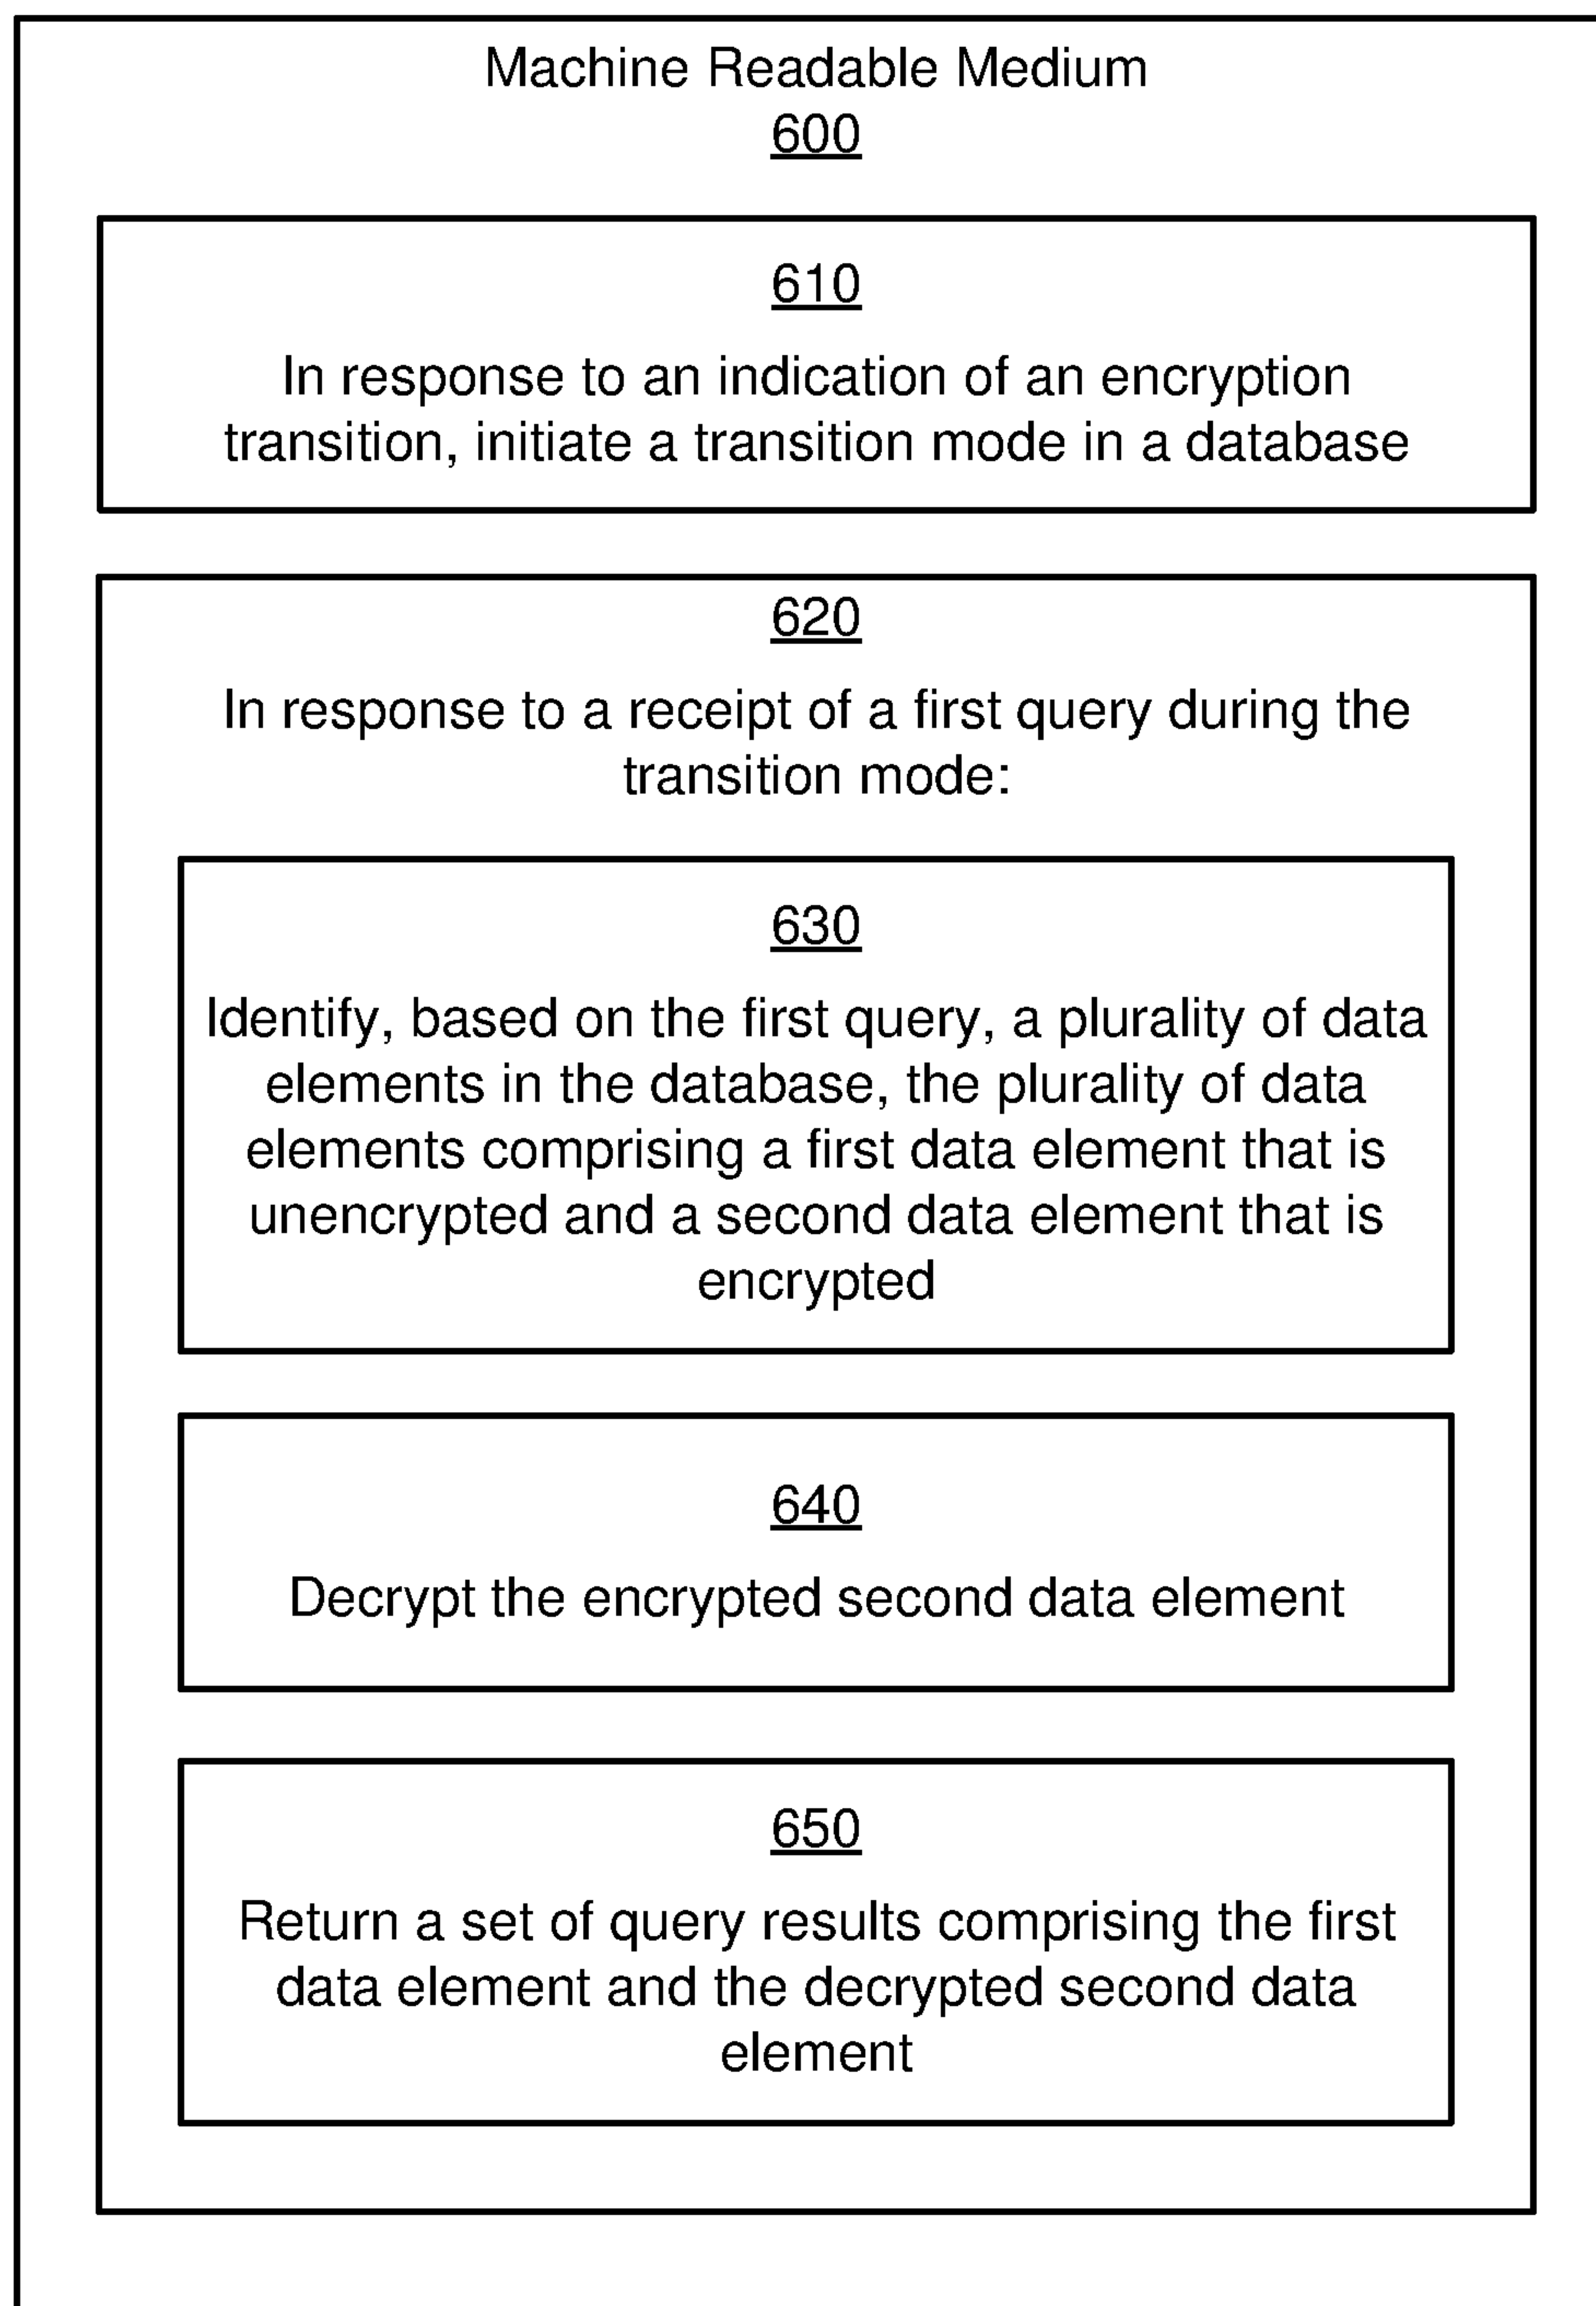 Machine Readable Medium
600
610
In response to an indication of an encryption
transition, initiate a transition mode in a database
620
In response to a receipt of a first query during the
transition mode:
630
Identify, based on the first query, a plurality of data
elements in the database, the plurality of data
elements comprising a first data element that is
unencrypted and a second data element that is
encrypted
640
Decrypt the encrypted second data element
650
Return a set of query results comprising the first
data element and the decrypted second data
element